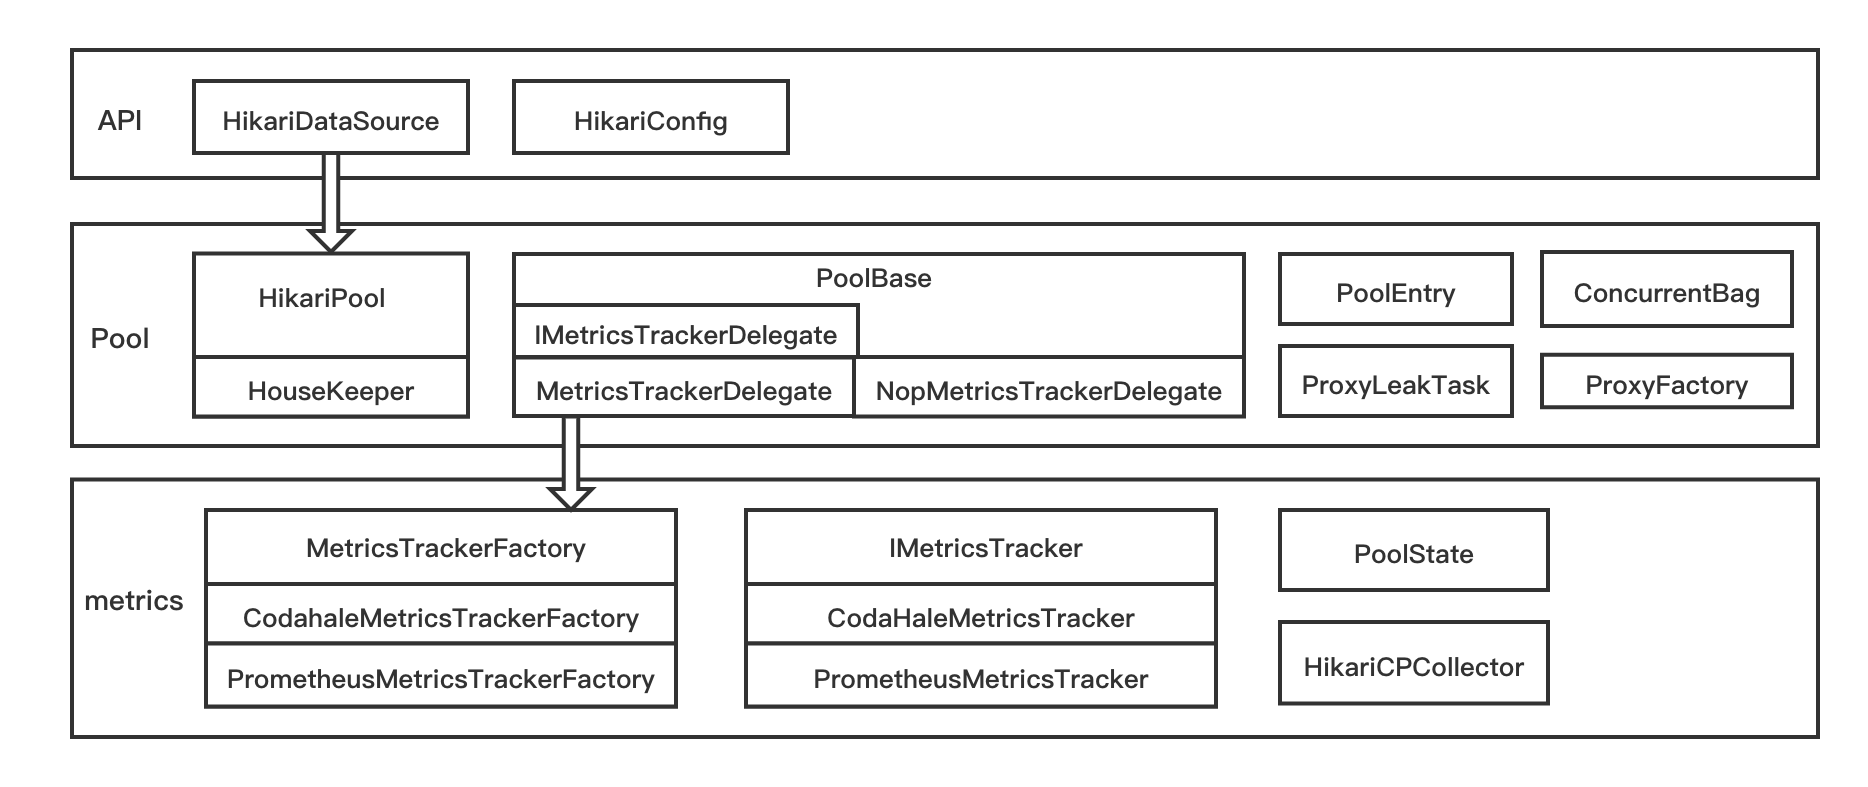 API
HikariDataSource
HikariConfig
Pool
HikariPool
HouseKeeper
PoolBase
IMetricsTrackerDelegate
MetricsTrackerDelegate
NopMetricsTrackerDelegate
PoolEntry
ConcurrentBag
ProxyLeakTask
ProxyFactory
metrics
MetricsTrackerFactory
CodahaleMetricsTrackerFactory
PrometheusMetricsTrackerFactory
IMetricsTracker
CodaHaleMetricsTracker
PrometheusMetricsTracker
PoolState
HikariCPCollector